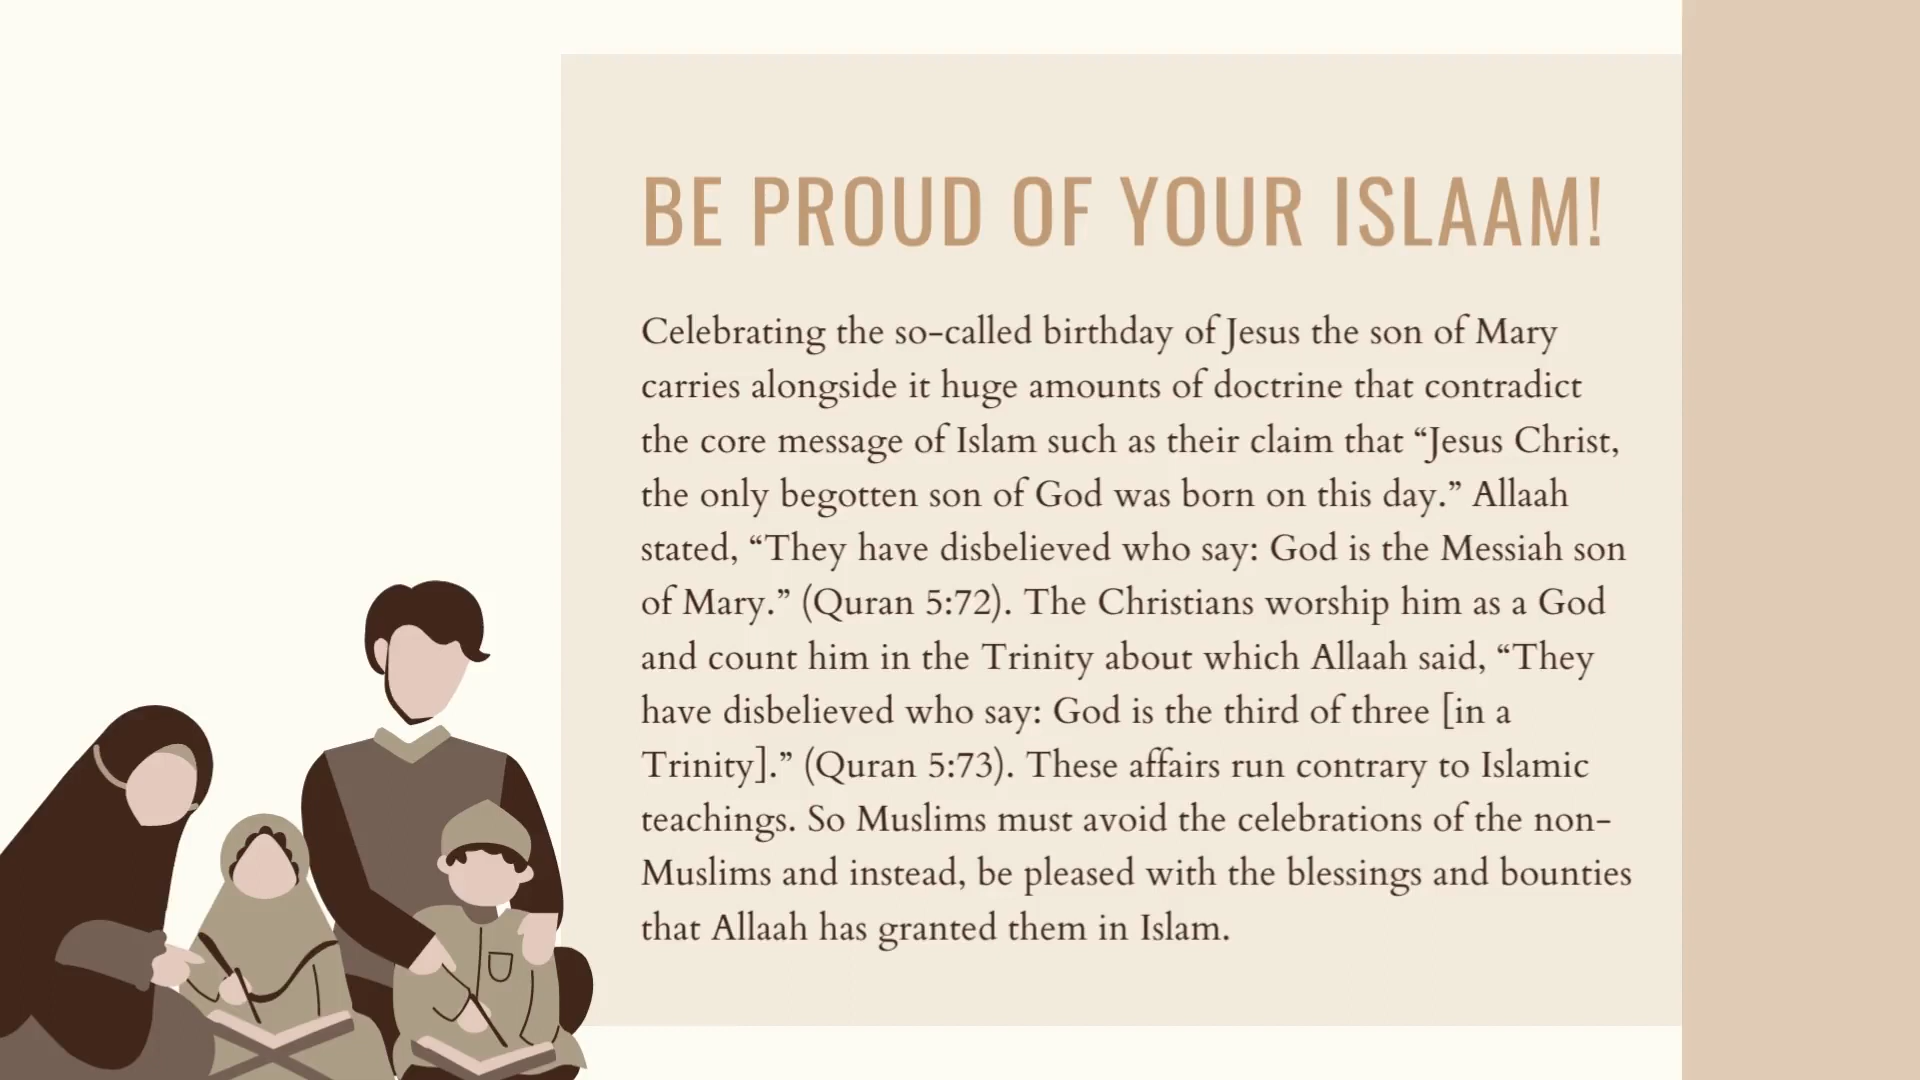 BE PROUD OF YOUR ISLAAM!
Celebrating the so-called birthday of Jesus the son of Mary
carries alongside it huge amounts of doctrine that contradict
the core message of Islam such as their claim that “Jesus Christ,
the only begotten son of God was born on this day.” Allaah
stated, “They have disbelieved who say: God is the Messiah son
of Mary.” (Quran 5:72). The Christians worship him as a God
and count him in the Trinity about which Allaah said, “They
have disbelieved who say: God is the third of three [in a
Trinity].” (Quran 5:73). These affairs run contrary to Islamic
teachings. So Muslims must avoid the celebrations of the non-
Muslims and instead, be pleased with the blessings and bounties
that Allaah has granted them in Islam.